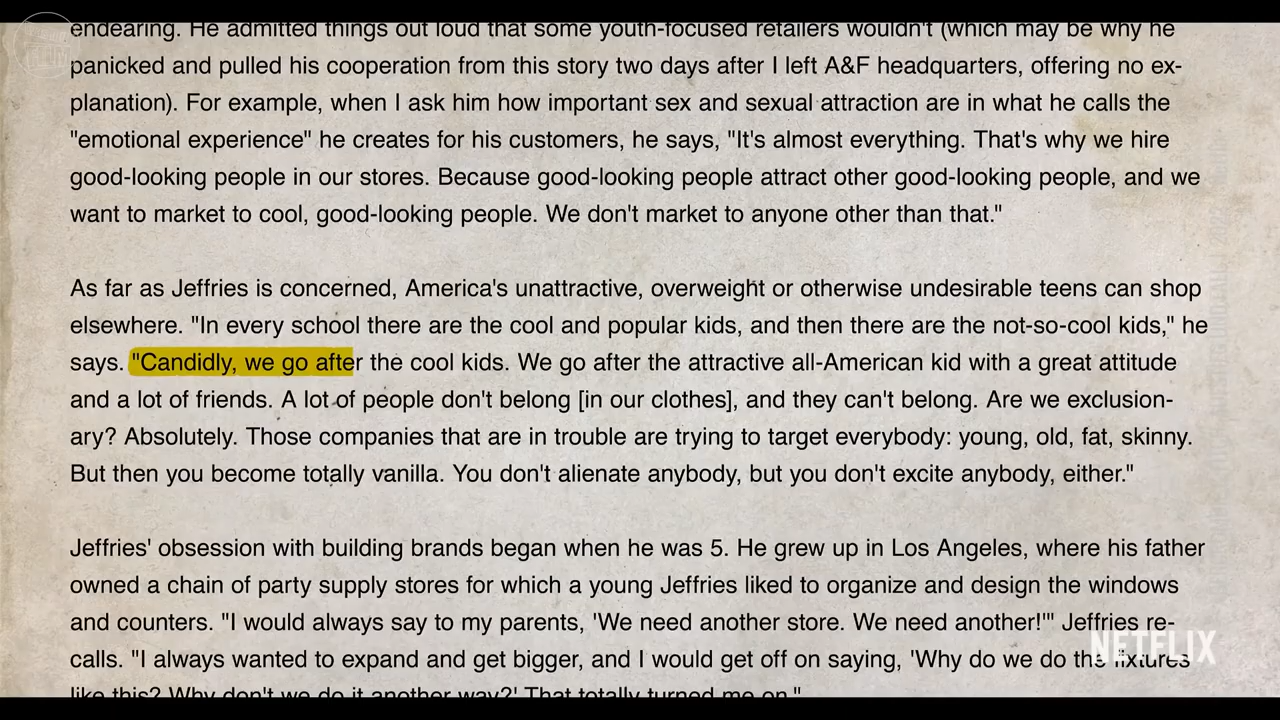 endearing. He admitted things out loud that some youth-focused retailers wouldn't (which may be why he
panicked and pulled his cooperation from this story two days after I left A&F headquarters, offering no ex-
planation). For example, when I ask him how important sex and sexual attraction are in what he calls the
"emotional experience" he creates for his customers, he says, "It's almost everything. That's why we hire
good-looking people in our stores. Because good-looking people attract other good-looking people, and we
want to market to cool, good-looking people. We don't market to anyone other than that."
As far as Jeffries is concerned, America's unattractive, overweight or otherwise undesirable teens can shop
elsewhere. "In every school there are the cool and popular kids, and then there are the not-so-cool kids," he
says. "Candidly, we go after the cool kids. We go after the attractive all-American kid with a great attitude
and a lot of friends. A lot of people don't belong [in our clothes], and they can't belong. Are we exclusion-
ary? Absolutely. Those companies that are in trouble are trying to target everybody: young, old, fat, skinny.
But then you become totally vanilla. You don't alienate anybody, but you don't excite anybody, either."
Jeffries' obsession with building brands began when he was 5. He grew up in Los Angeles, where his father
owned a chain of party supply stores for which a young Jeffries liked to organize and design the windows
and counters. "I would always say to my parents, 'We need another store. We need another!'" Jeffries re-
calls. "I always wanted to expand and get bigger, and I would get off on saying, 'Why do we do the fixtures
like this? Why don't we do it another way?' That totally turned me on."
NETFLIX